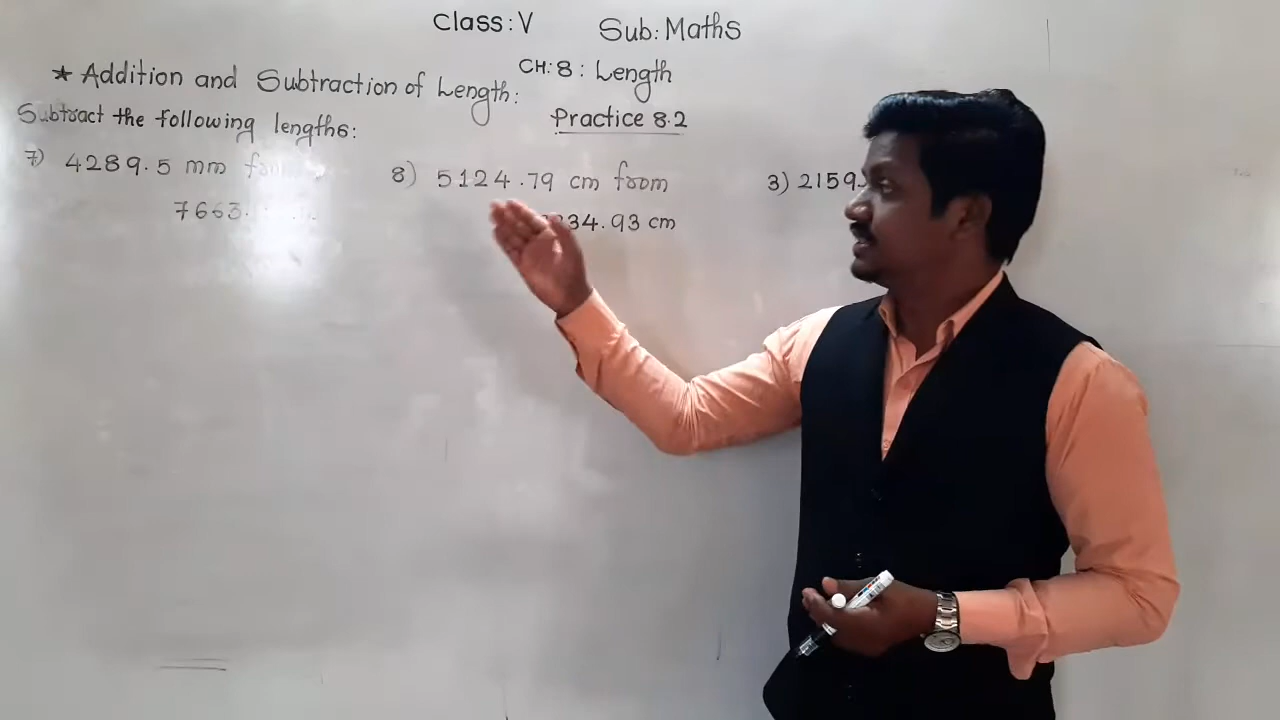 Class: V Sub: Maths
CH: 8 : Length
* Addition and Subtraction of Length:
Practice 8.2
Subtract the following lengths:
7) 4289.5 mm
7663.
8) 5124.79 cm from
34.93 cm
3) 2159.